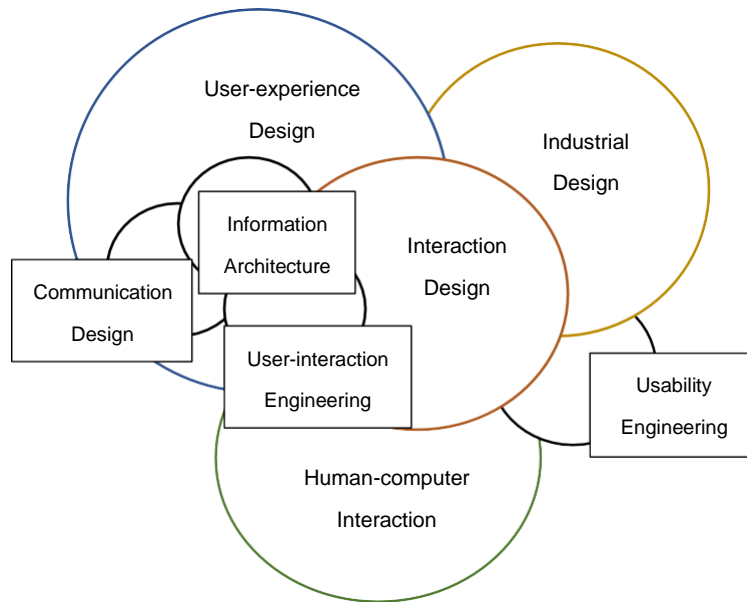 User-experience
Design
Industrial
Design
Information
Architecture
Interaction
Design
Communication
Design
User-interaction
Engineering
Usability
Engineering
Human-computer
Interaction